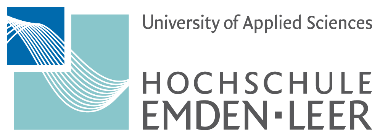 University of Applied Sciences
HOCHSCHULE
EMDEN▪LEER